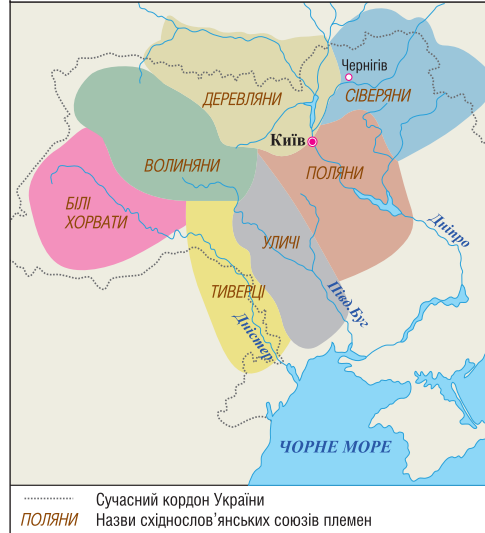 Чернігів
ДЕРЕВЛЯНИ
СІВЕРЯНИ
Київ
ВОЛИНЯНИ
ПОЛЯНИ
БІЛІ
ХОРВАТИ
УЛИЧІ
Дніпро
ТИВЕРЦІ
Півд.Буг
Дністер
ЧОРНЕ МОРЕ
Сучасний кордон України
ПОЛЯНИ Назви східнослов’янських союзів племен